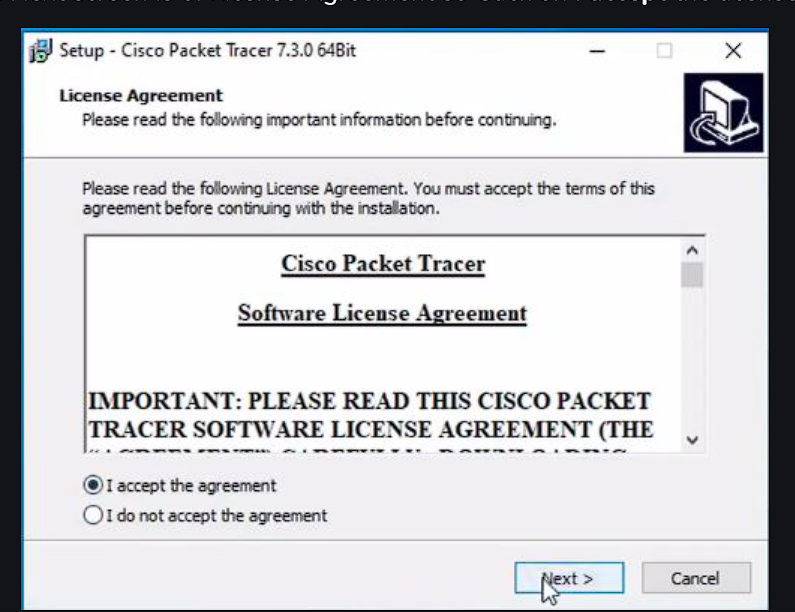 Setup - Cisco Packet Tracer 7.3.0 64Bit
License Agreement
Please read the following important information before continuing.
Please read the following License Agreement. You must accept the terms of this
agreement before continuing with the installation.
Cisco Packet Tracer
Software License Agreement
IMPORTANT: PLEASE READ THIS CISCO PACKET
TRACER SOFTWARE LICENSE AGREEMENT (THE
I accept the agreement
I do not accept the agreement
Next >
Cancel